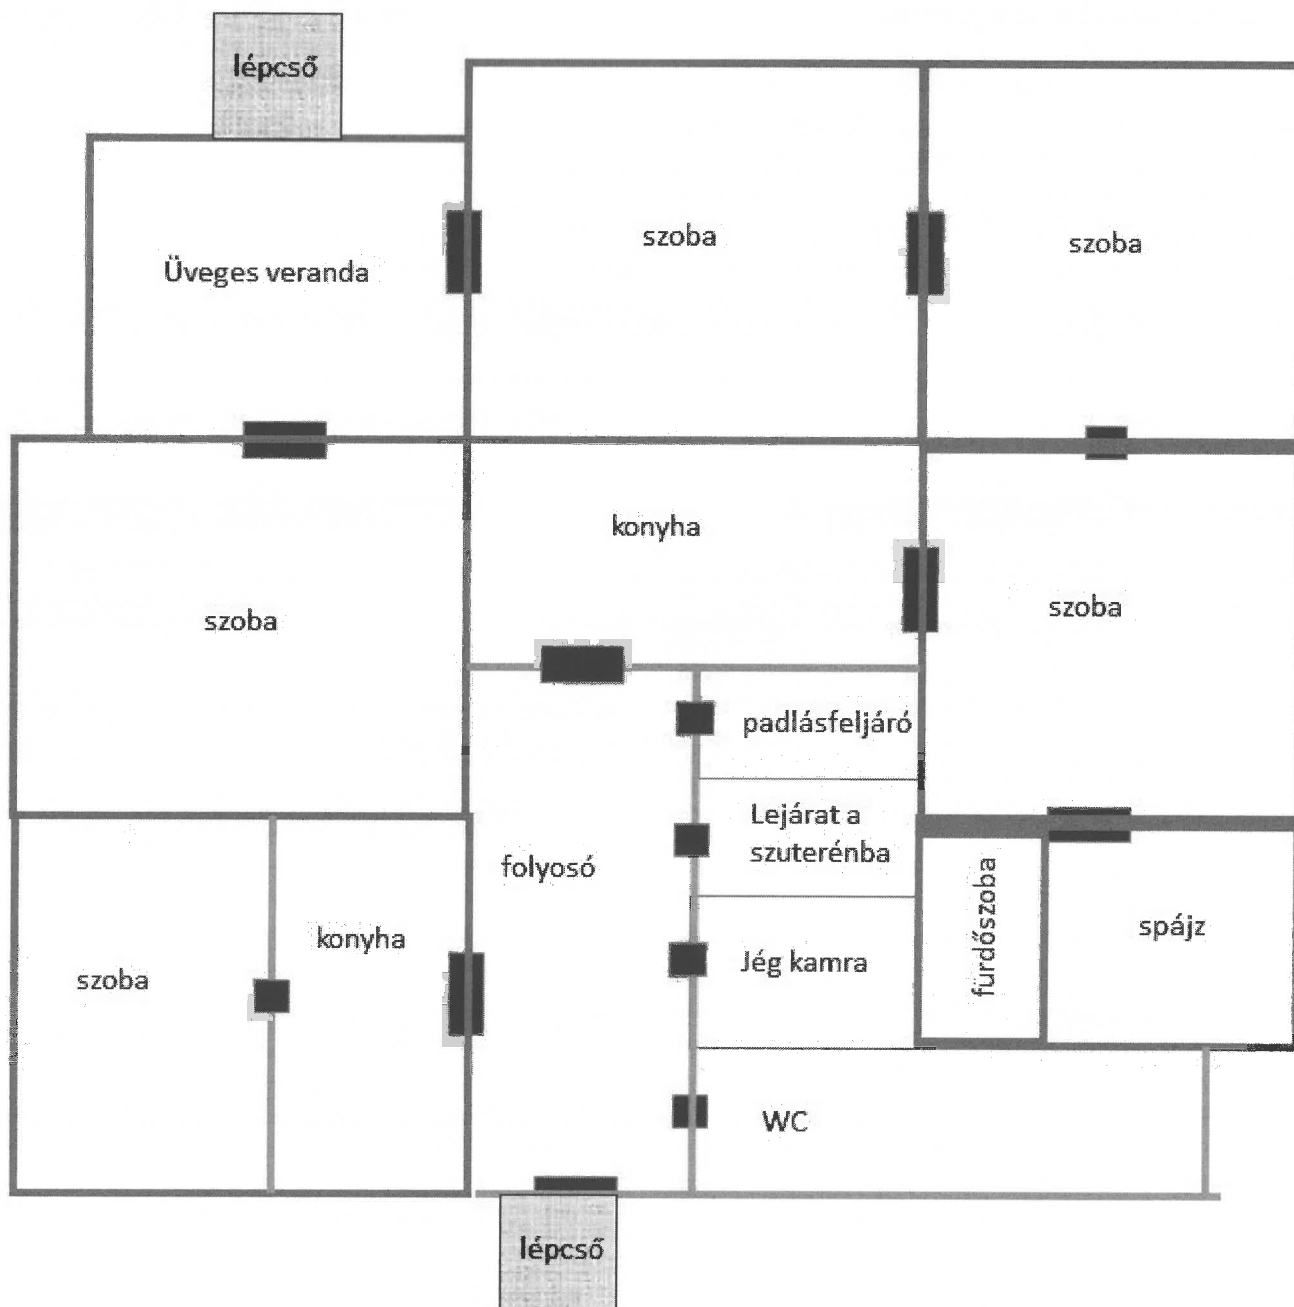 lépcső
szoba
szoba
Üveges veranda
konyha
szoba
szoba
padlásfeljáró
Lejárat a
szuterénba
folyosó
fürdőszoba
spájz
konyha
szoba
Jég kamra
WC
lépcső